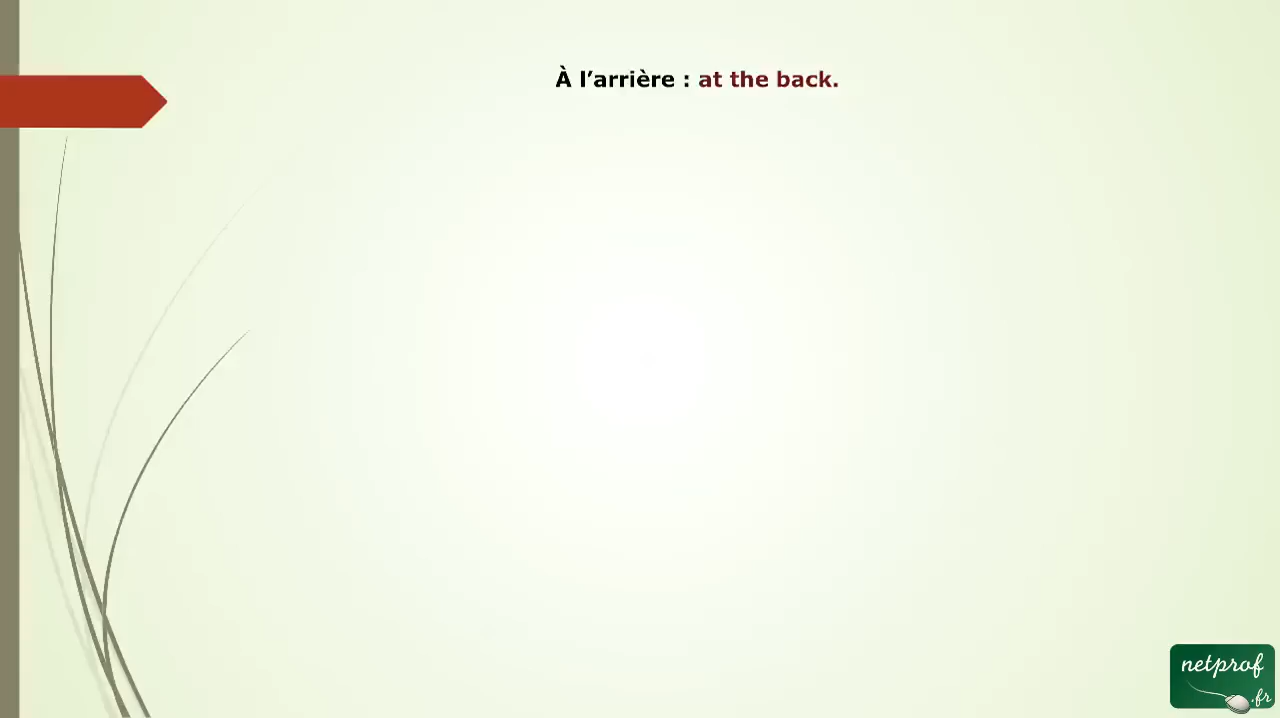 À l’arrière : at the back.
netprof
.fr